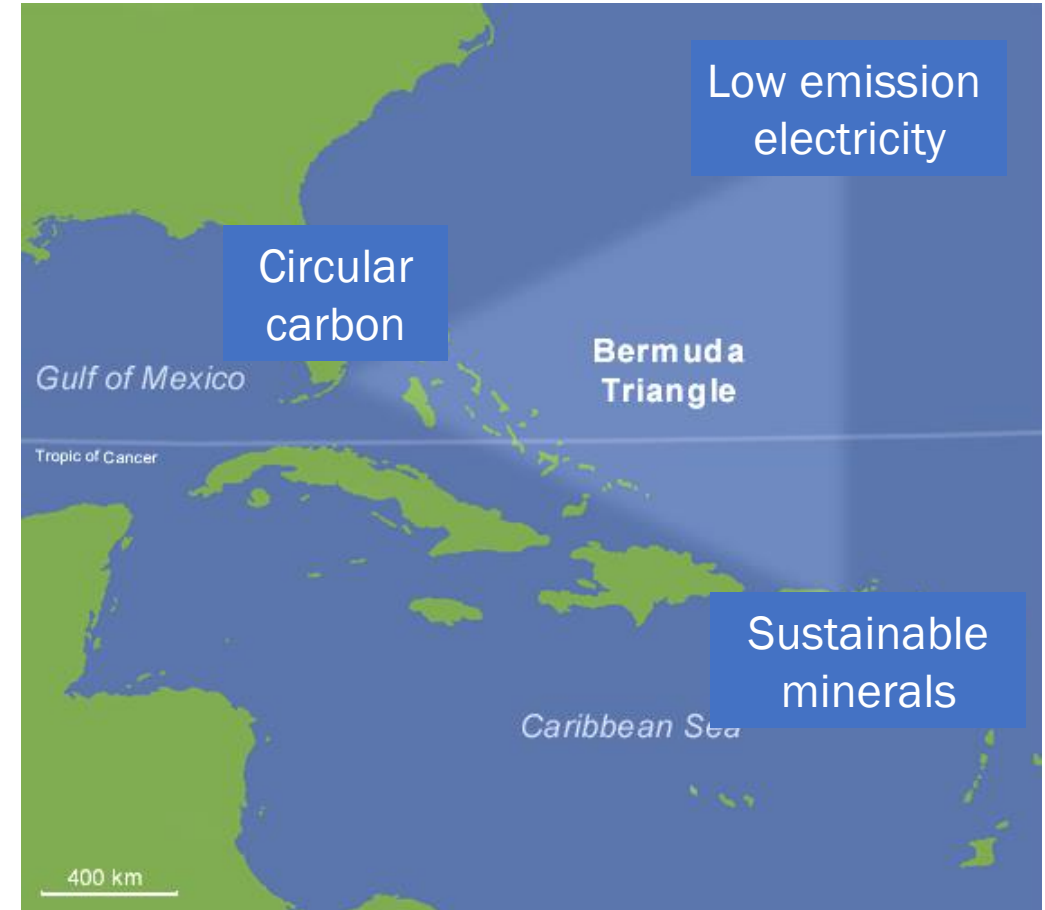 Low emission
electricity
Circular
carbon
Bermuda
Triangle
Gulf of Mexico
Tropic of Cancer
Sustainable
minerals
Caribbean Sea
400 km